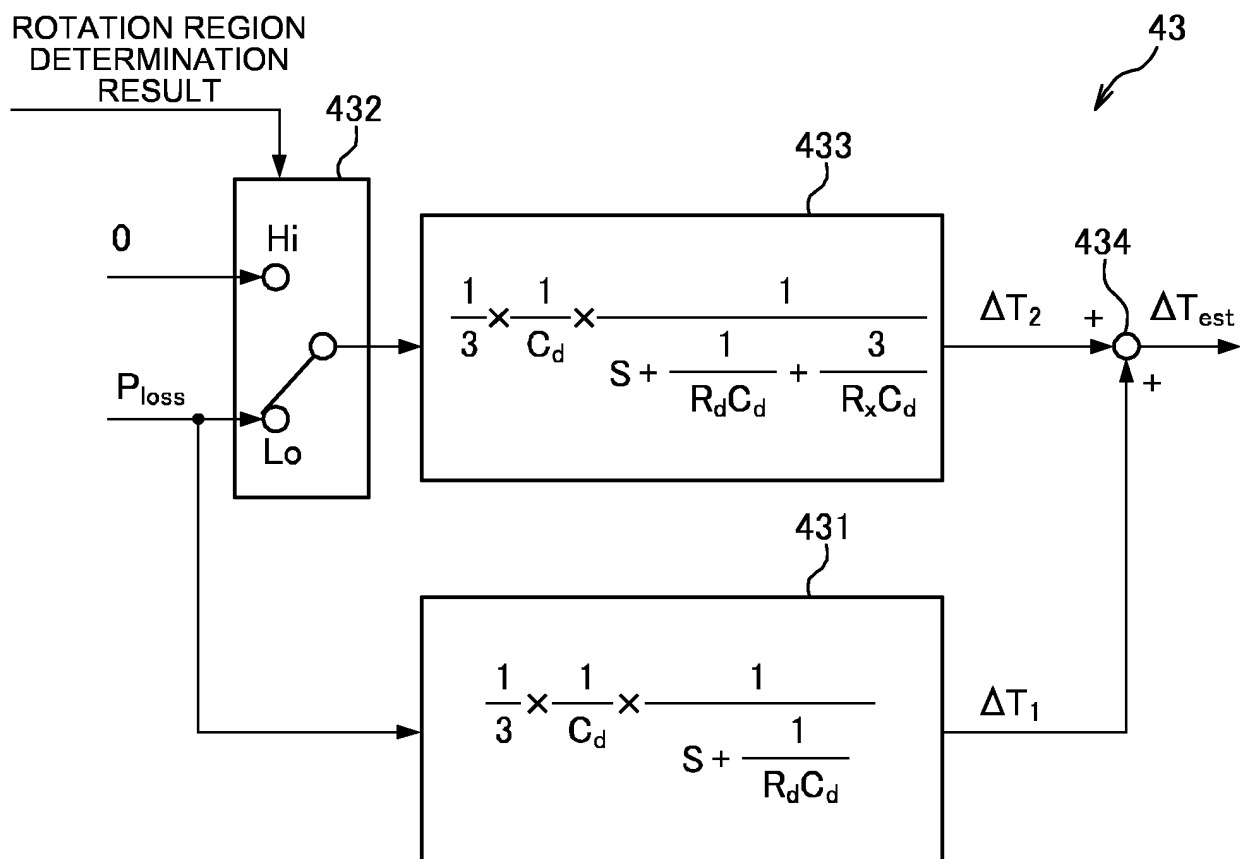 ROTATION REGION
DETERMINATION
RESULT
43
432
433
434
0
Hi
P_loss
Lo
1/3 × 1/C_d × 1/(S + 1/(R_dC_d) + 3/(R_xC_d))
ΔT_2
+
ΔT_est
+
431
1/3 × 1/C_d × 1/(S + 1/(R_dC_d))
ΔT_1